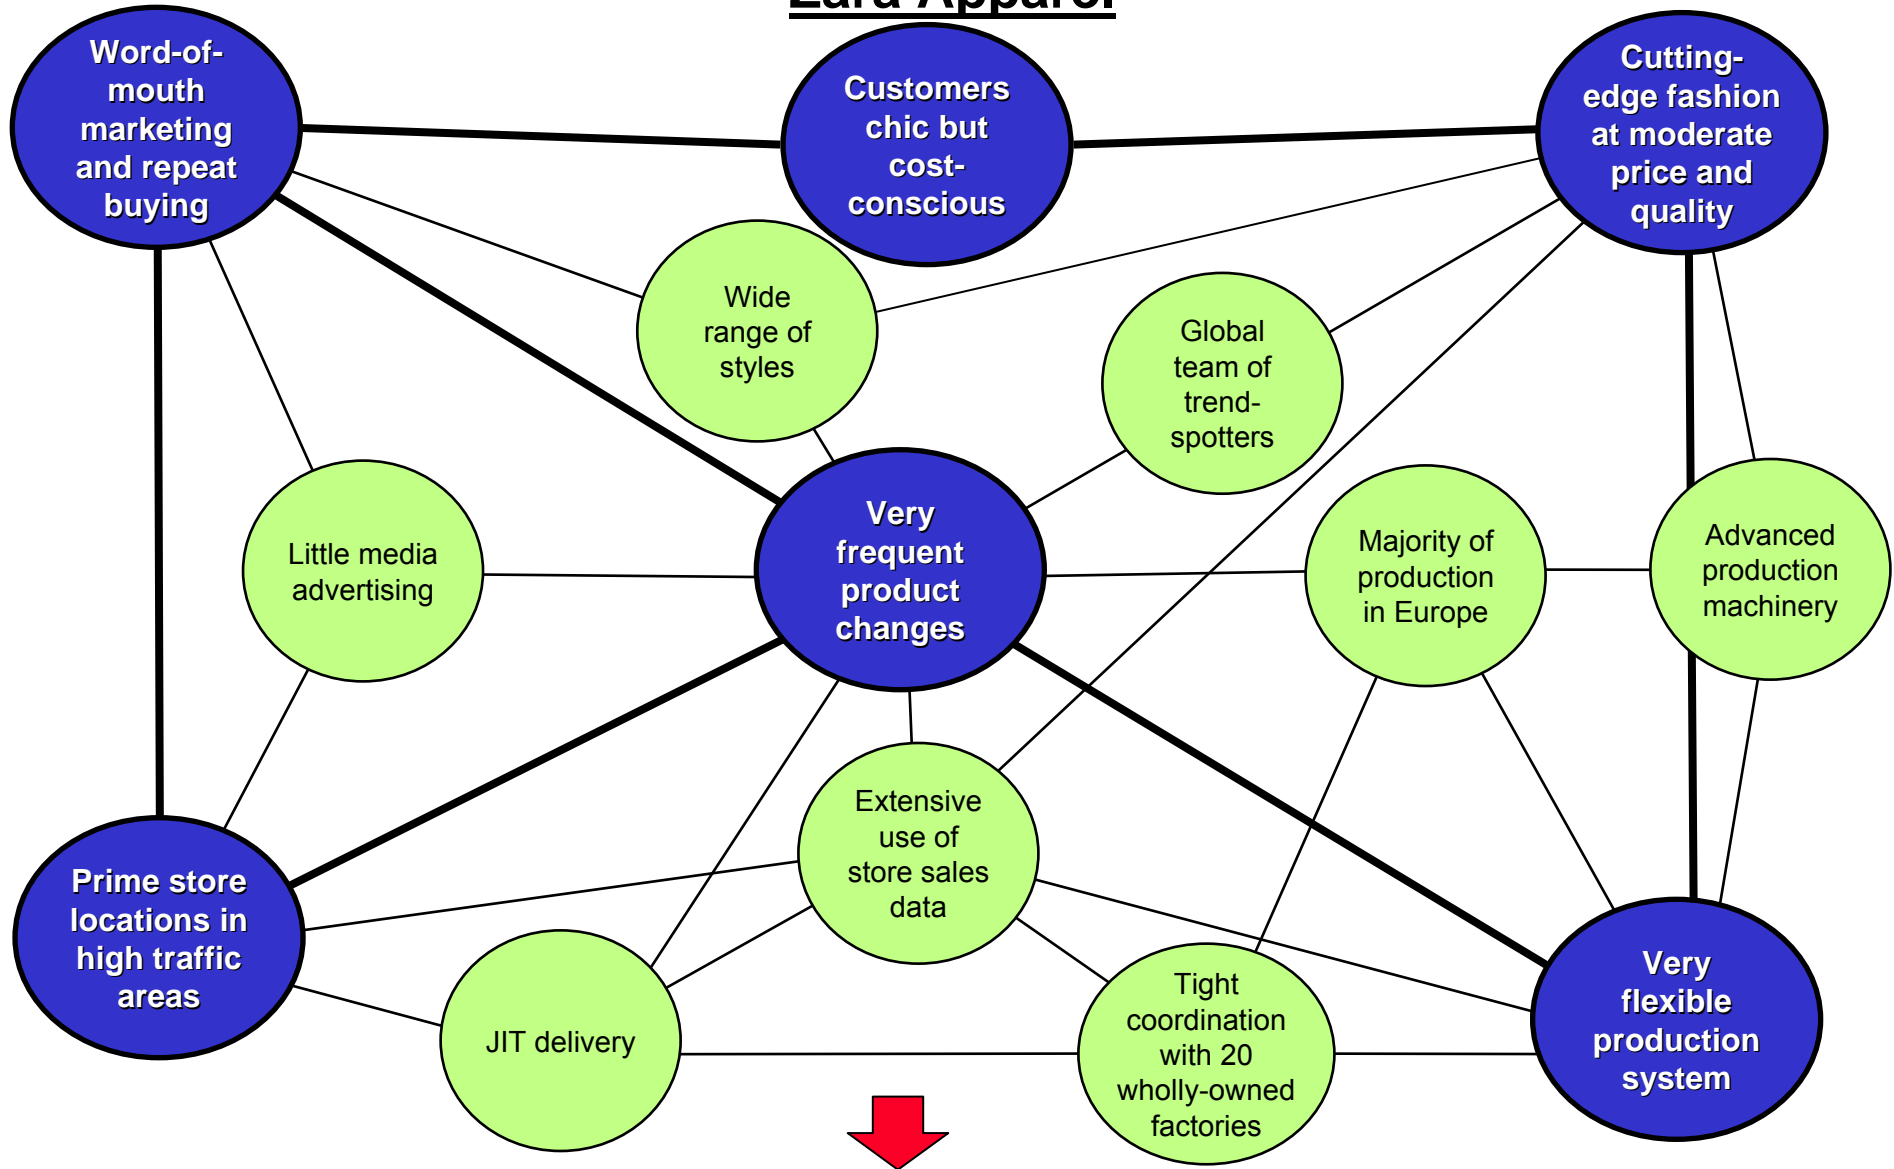 Zara Apparel
Word-of-
mouth
marketing
and repeat
buying
Customers
chic but
cost-
conscious
Cutting-
edge fashion
at moderate
price and
quality
Wide
range of
styles
Global
team of
trend-
spotters
Little media
advertising
Very
frequent
product
changes
Majority of
production
in Europe
Advanced
production
machinery
Extensive
use of
store sales
data
Prime store
locations in
high traffic
areas
JIT delivery
Tight
coordination
with 20
wholly-owned
factories
Very
flexible
production
system